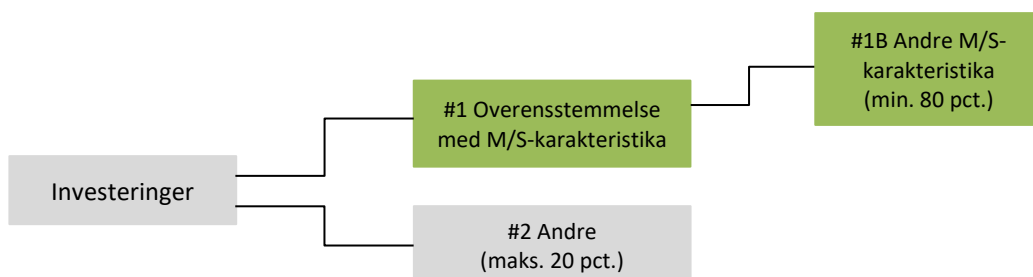 Investeringer
#1 Overensstemmelse
med M/S-karakteristika
#1B Andre M/S-
karakteristika
(min. 80 pct.)
#2 Andre
(maks. 20 pct.)